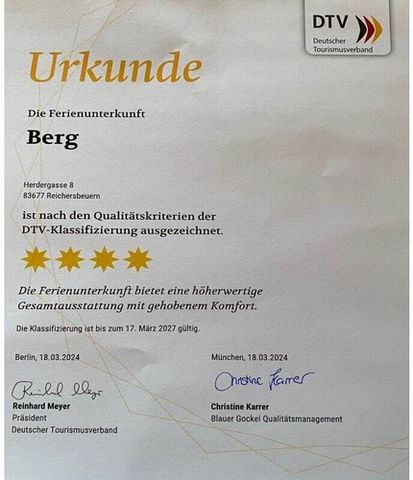 DTV
Deutscher
Tourismusverband
Urkunde
Die Ferienunterkunft
Berg
Herdergasse 8
83677 Reichersbeuern
ist nach den Qualitätskriterien der
DTV-Klassifizierung ausgezeichnet.
Die Ferienunterkunft bietet eine höherwertige
Gesamtausstattung mit gehobenem Komfort.
Die Klassifizierung ist bis zum 17. März 2027 gültig.
Berlin, 18.03.2024
Reinhard Meyer
Präsident
Deutscher Tourismusverband
München, 18.03.2024
Christine Karrer
Christine Karrer
Blauer Gockel Qualitätsmanagement